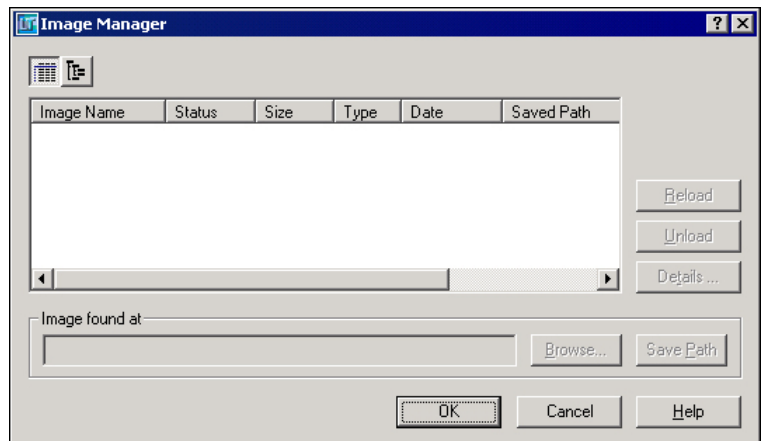 LT Image Manager
Image Name Status Size Type Date Saved Path
Reload
Unload
Details ...
Image found at
Browse... Save Path
OK Cancel Help